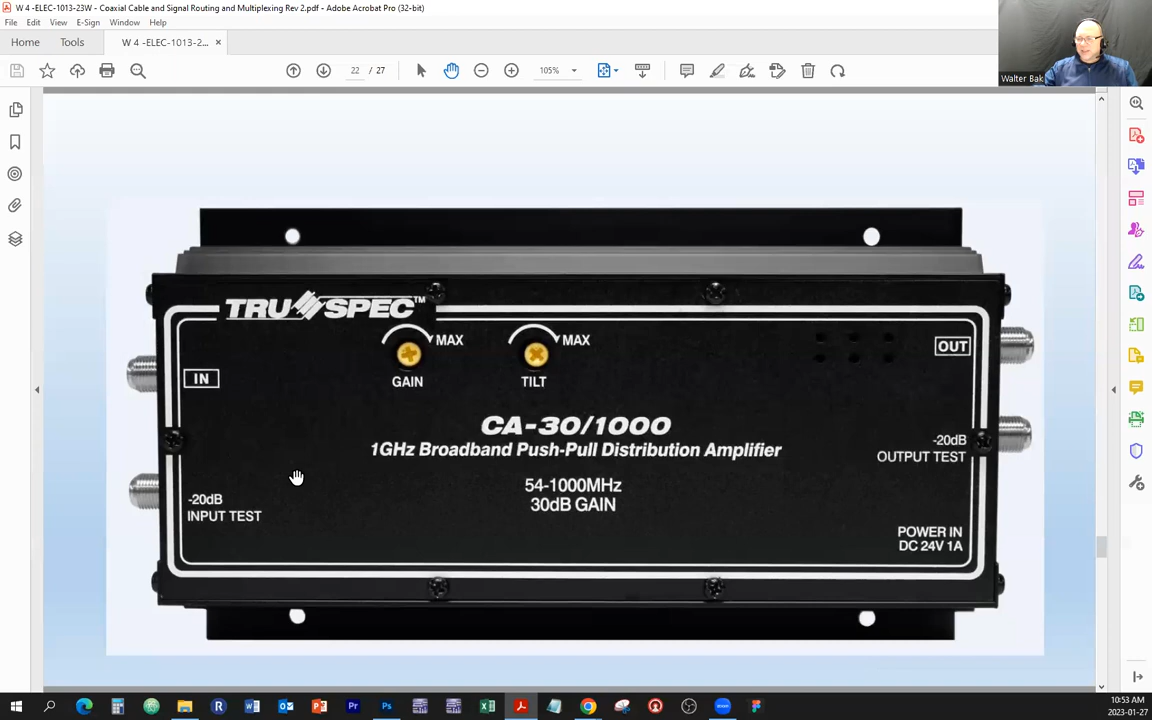 W 4 -ELEC-1013-23W - Coaxial Cable and Signal Routing and Multiplexing Rev 2.pdf - Adobe Acrobat Pro (32-bit)
File Edit View E-Sign Window Help
Home Tools W 4 -ELEC-1013-2... ×
22 / 27 105%
Walter Bak
TRU SPEC™
MAX MAX
OUT
IN
GAIN TILT
CA-30/1000
1GHz Broadband Push-Pull Distribution Amplifier
-20dB
OUTPUT TEST
54-1000MHz
30dB GAIN
-20dB
INPUT TEST
POWER IN
DC 24V 1A
10:53 AM
2023-01-27